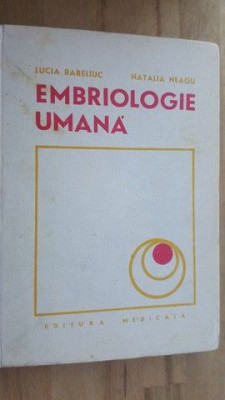 LUCIA BARELIUC NATALIA NEAGU
EMBRIOLOGIE
UMANĂ
EDITURA MEDICALĂ